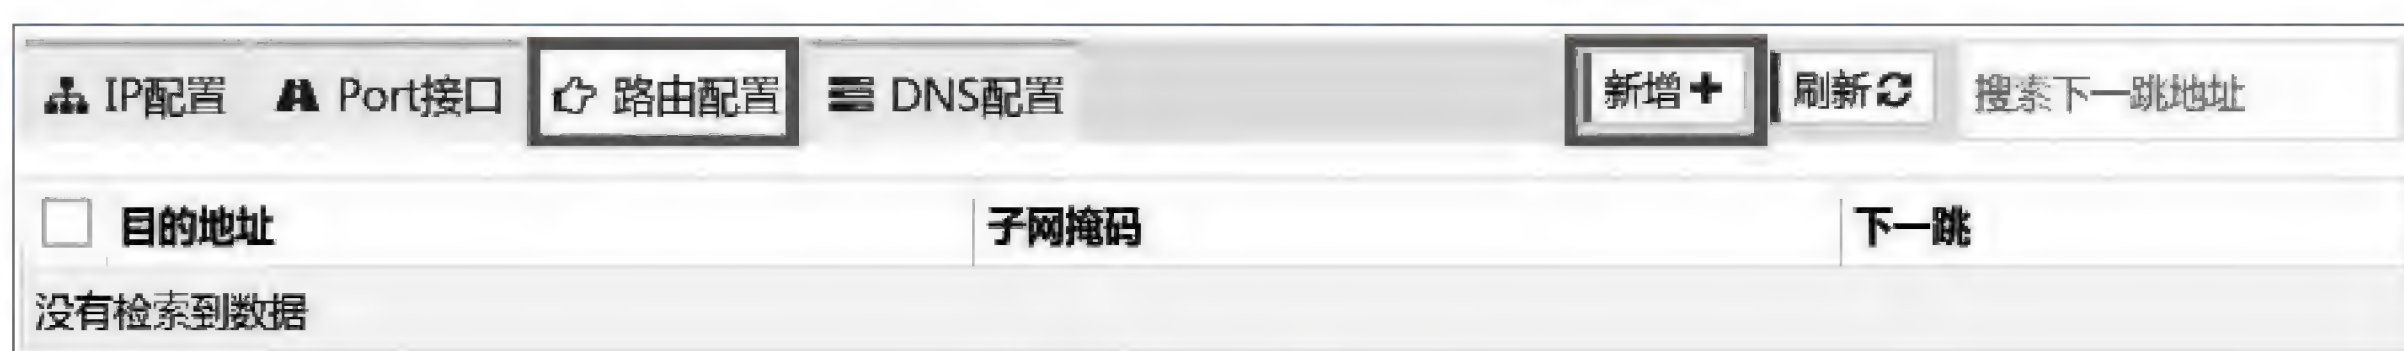 IP配置 Port接口 路由配置 DNS配置 新增 刷新 搜索下一跳地址
目的地址 子网掩码 下一跳
没有检索到数据